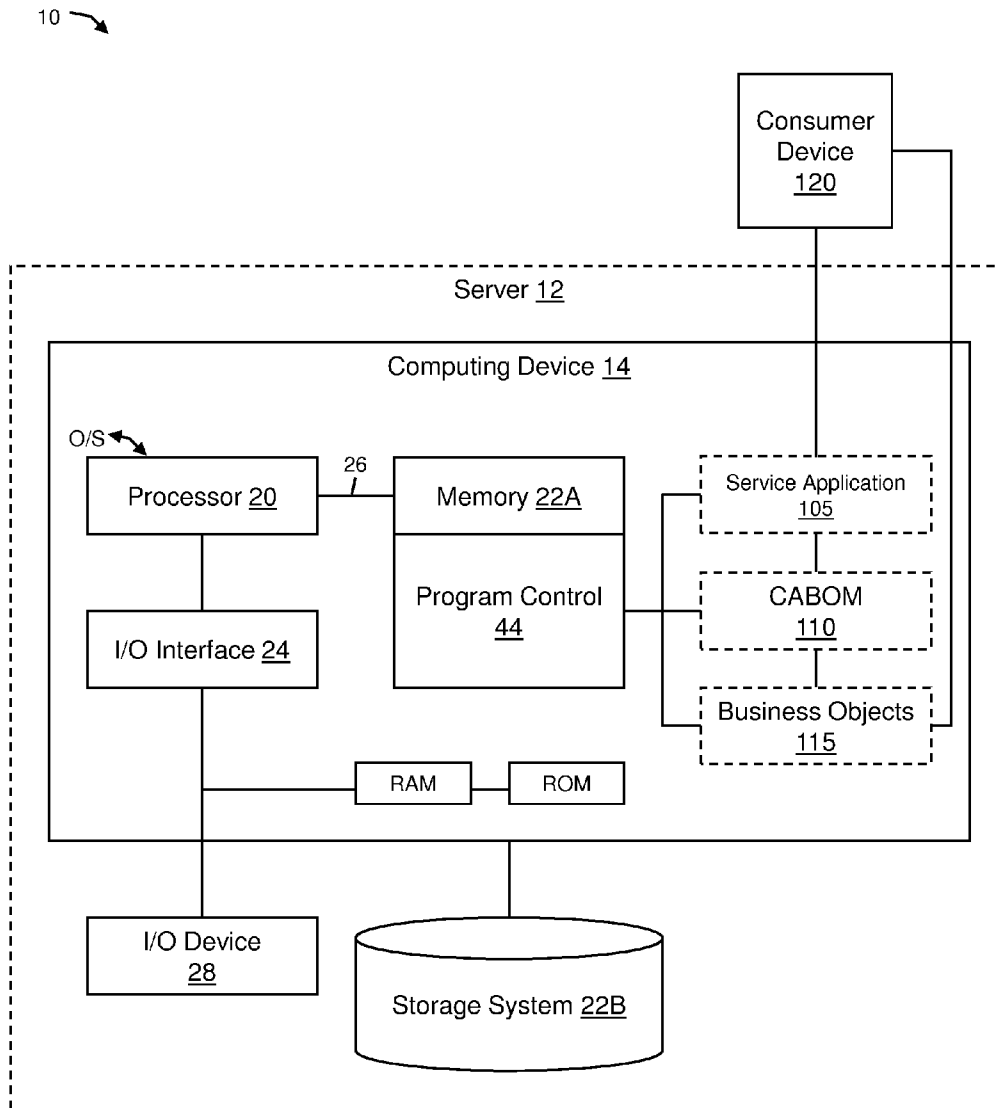 10
Consumer
Device
120
Server 12
Computing Device 14
O/S
Processor 20
26
Memory 22A
Service Application
105
Program Control
44
CABOM
110
I/O Interface 24
Business Objects
115
RAM
ROM
I/O Device
28
Storage System 22B